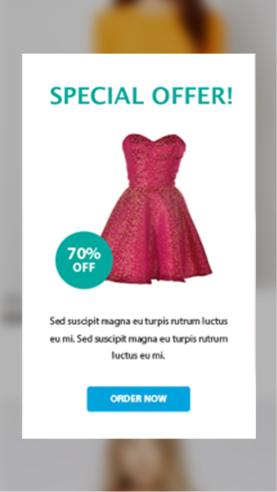 SPECIAL OFFER!
70%
OFF
Sed suscipit magna eu turpis rutrum luctus
eu mi. Sed suscipit magna eu turpis rutrum
luctus eu mi.
ORDER NOW